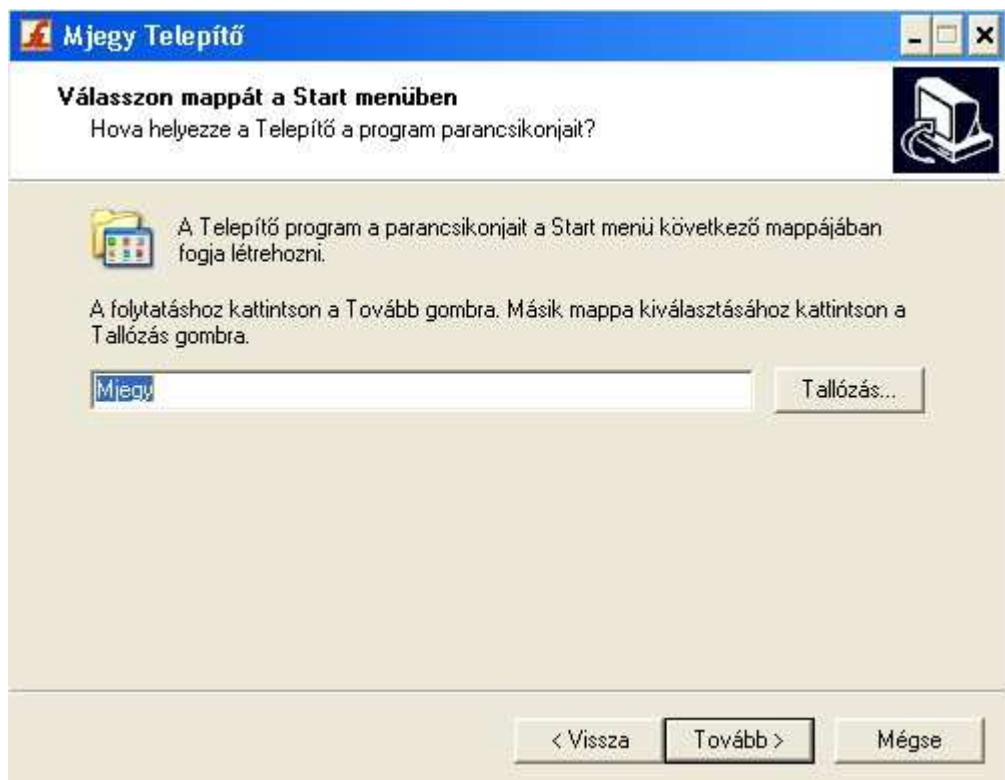 Mjegy Telepítő
Válasszon mappát a Start menüben
Hova helyezze a Telepítő a program parancsikonjait?
A Telepítő program a parancsikonjait a Start menü következő mappájában
fogja létrehozni.
A folytatáshoz kattintson a Tovább gombra. Másik mappa kiválasztásához kattintson a
Tallózás gombra.
Mjegy
Tallózás...
< Vissza
Tovább >
Mégse